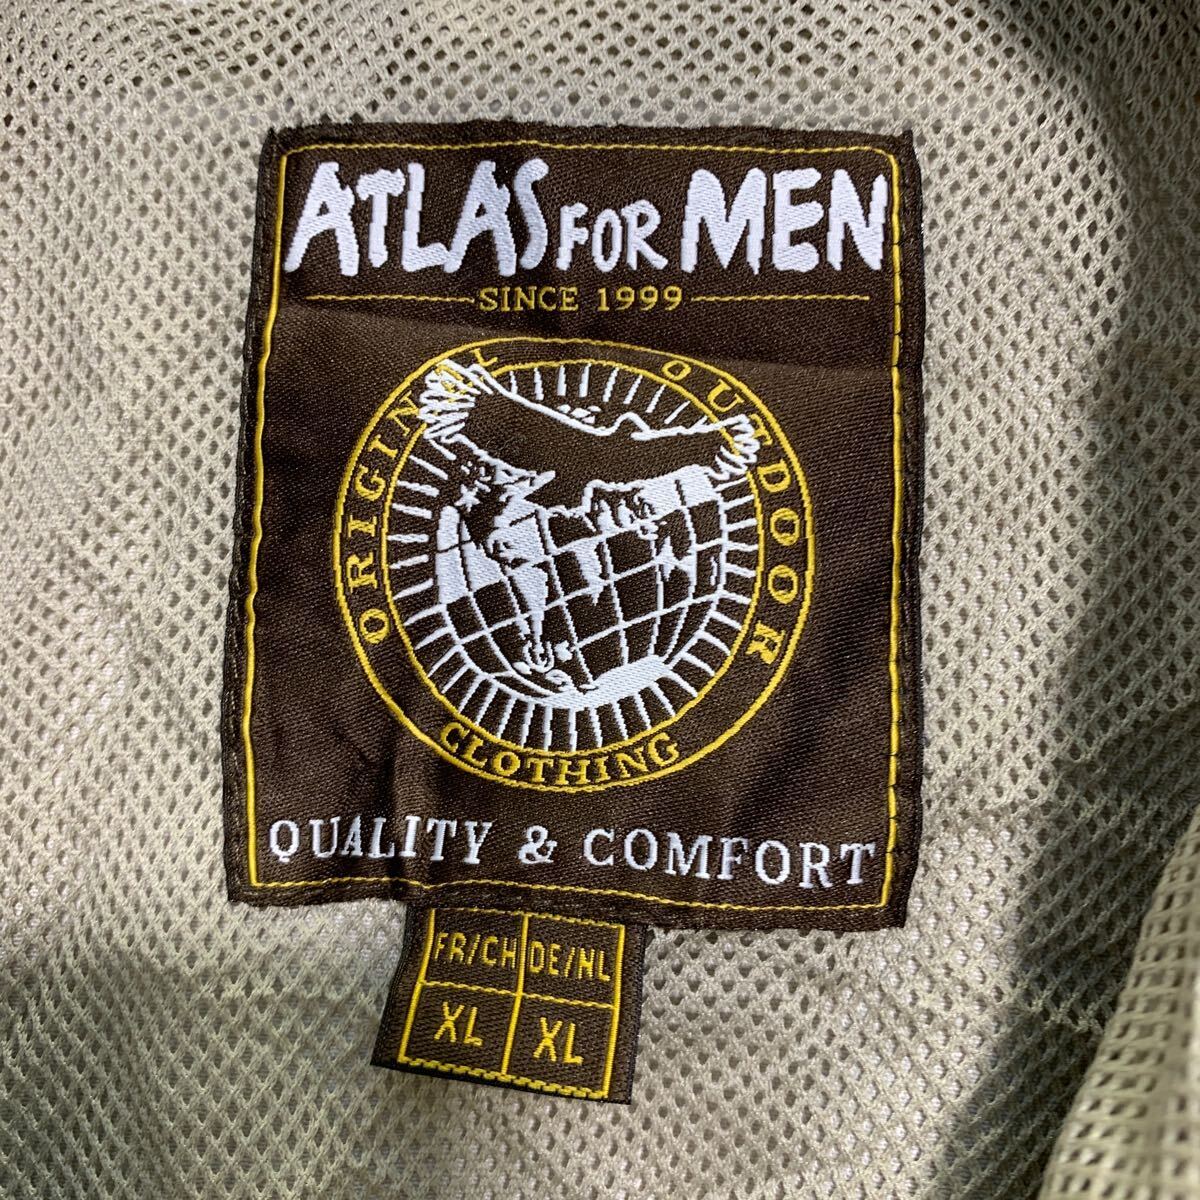 ATLAS FOR MEN
SINCE 1999
ORIGINAL OUTDOOR
CLOTHING
QUALITY & COMFORT
FR/CH DE/NL
XL XL